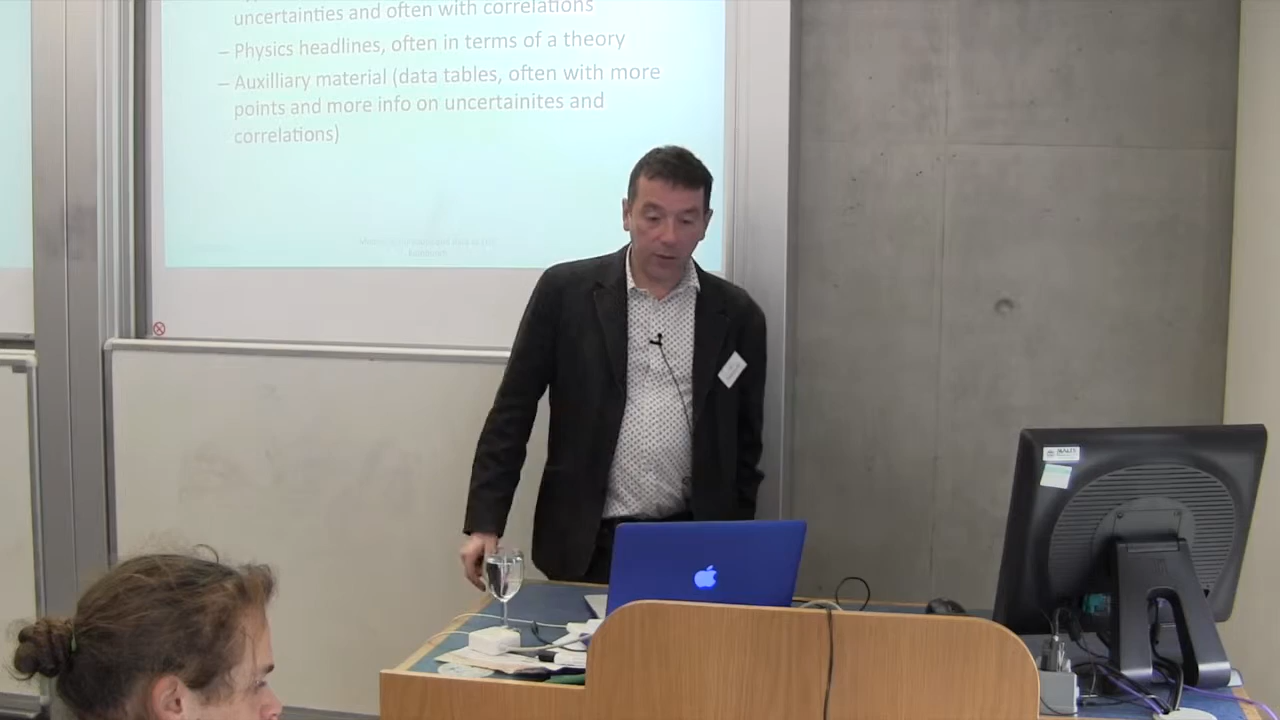 uncertainties and often with correlations
– Physics headlines, often in terms of a theory
– Auxilliary material (data tables, often with more
points and more info on uncertainites and
correlations)